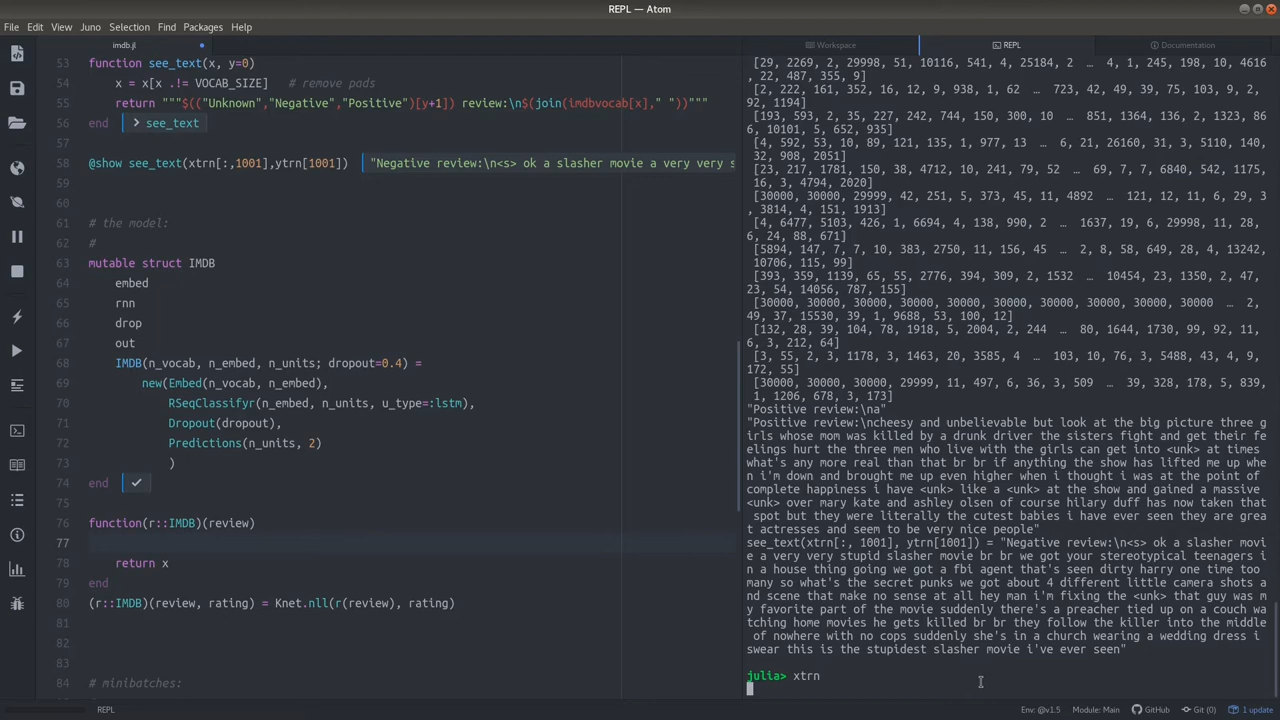 REPL — Atom
File Edit View Juno Selection Find Packages Help
imdb.jl
Workspace
REPL
Documentation
53 function see_text(x, y=0)
54 x = x[x .!= VOCAB_SIZE] # remove pads
55 return """$(("Unknown","Negative","Positive")[y+1]) review:\n$(join(imdbvocab[x]," "))"""
56 end > see_text
57
58 @show see_text(xtrn[:,1001],ytrn[1001]) "Negative review:\n<s> ok a slasher movie a very very s
59
60
61 # the model:
62 #
63 mutable struct IMDB
64 embed
65 rnn
66 drop
67 out
68 IMDB(n_vocab, n_embed, n_units; dropout=0.4) =
69 new(Embed(n_vocab, n_embed),
70 RSeqClassifyr(n_embed, n_units, u_type=:lstm),
71 Dropout(dropout),
72 Predictions(n_units, 2)
73 )
74 end ✓
75
76 function(r::IMDB)(review)
77
78 return x
79 end
80 (r::IMDB)(review, rating) = Knet.nll(r(review), rating)
81
82
83
84 # minibatches:
[29, 2269, 2, 29998, 51, 10116, 541, 4, 25184, 2 … 4, 1, 245, 198, 10, 4616
, 22, 487, 355, 9]
[2, 222, 161, 352, 16, 12, 9, 938, 1, 62 … 723, 42, 49, 39, 75, 103, 9, 2,
92, 1194]
[193, 593, 2, 35, 227, 242, 744, 150, 300, 10 … 851, 1364, 136, 2, 1323, 86
6, 10101, 5, 652, 935]
[4, 592, 53, 10, 89, 121, 135, 1, 977, 13 … 6, 21, 26160, 31, 3, 5110, 140,
32, 908, 2051]
[23, 217, 1781, 150, 38, 4712, 10, 241, 79, 52 … 69, 7, 7, 6840, 542, 1175,
16, 3, 4794, 2020]
[30000, 30000, 29999, 42, 251, 5, 373, 45, 11, 4892 … 121, 12, 11, 6, 29, 3
, 3814, 4, 151, 1913]
[4, 6477, 5103, 426, 1, 6694, 4, 138, 990, 2 … 1637, 19, 6, 29998, 11, 28,
6, 24, 88, 671]
[5894, 147, 7, 7, 10, 383, 2750, 11, 156, 45 … 2, 8, 58, 649, 28, 4, 13242,
10706, 115, 99]
[393, 359, 1139, 65, 55, 2776, 394, 309, 2, 1532 … 10454, 23, 1350, 2, 47,
23, 54, 14056, 787, 155]
[30000, 30000, 30000, 30000, 30000, 30000, 30000, 30000, 30000, 30000 … 2,
49, 37, 15530, 39, 1, 9688, 53, 100, 12]
[132, 28, 39, 104, 78, 1918, 5, 2004, 2, 244 … 80, 1644, 1730, 99, 92, 11,
6, 3, 212, 64]
[3, 55, 2, 3, 1178, 3, 1463, 20, 3585, 4 … 103, 10, 76, 3, 5488, 43, 4, 9,
172, 55]
[30000, 30000, 30000, 29999, 11, 497, 6, 36, 3, 509 … 39, 328, 178, 5, 839,
1, 1206, 678, 3, 173]
"Positive review:\na"
"Positive review:\ncheesy and unbelievable but look at the big picture three g
irls whose mom was killed by a drunk driver the sisters fight and get their fe
elings hurt the three men who live with the girls can get into <unk> at times
what's any more real than that br br if anything the show has lifted me up whe
n i'm down and brought me up even higher when i thought i was at the point of
complete happiness i have <unk> like a <unk> at the show and gained a massive
<unk> over mary kate and ashley olsen of course hilary duff has now taken that
spot but they were literally the cutest babies i have ever seen they are grea
t actresses and seem to be very nice people"
see_text(xtrn[:, 1001], ytrn[1001]) = "Negative review:\n<s> ok a slasher movi
e a very very stupid slasher movie br br we got your stereotypical teenagers i
n a house thing going we got a fbi agent that's seen dirty harry one time too
many so what's the secret punks we got about 4 different little camera shots a
nd scene that make no sense at all hey man i'm fixing the <unk> that guy was m
y favorite part of the movie suddenly there's a preacher tied up on a couch wa
tching home movies he gets killed br br they follow the killer into the middle
of nowhere with no cops suddenly she's in a church wearing a wedding dress i
swear this is the stupidest slasher movie i've ever seen"
julia> xtrn
REPL
Env: @v1.5 Module: Main GitHub Git (0) 1 update